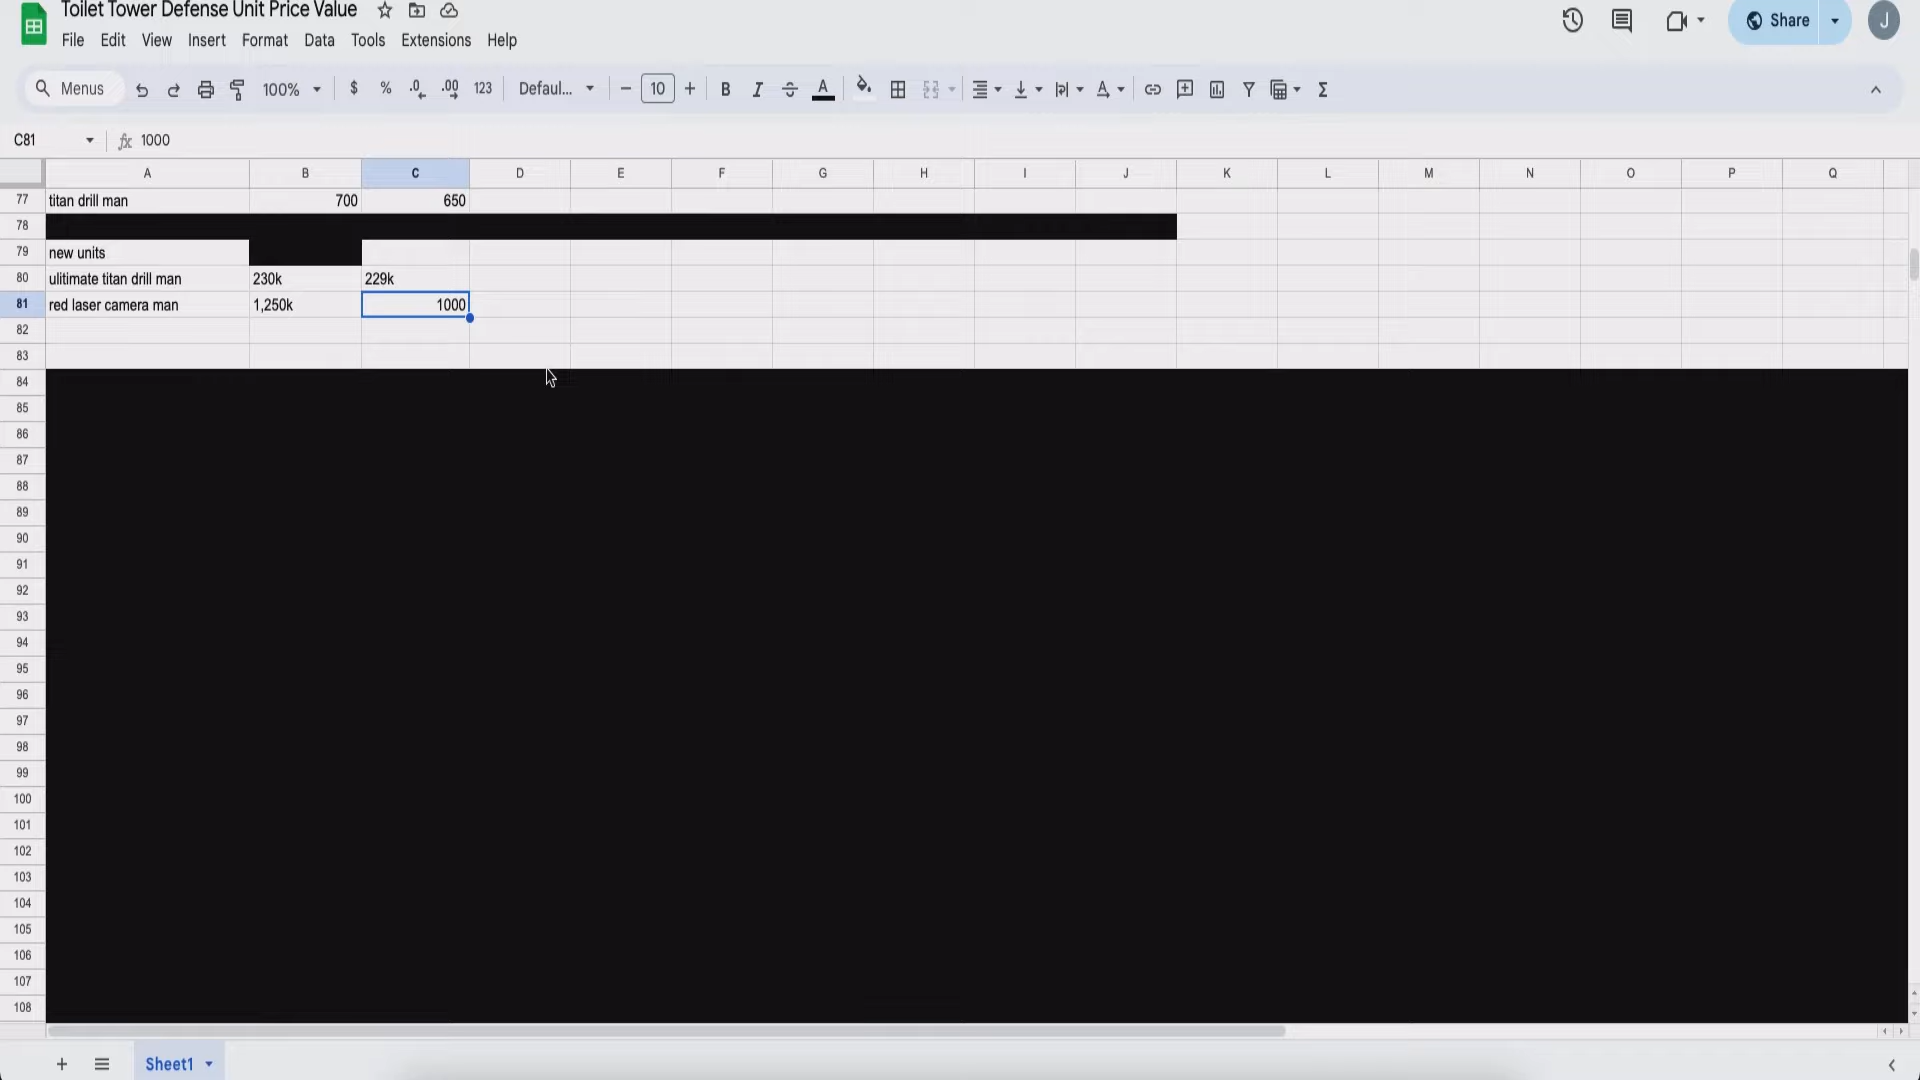 Toilet Tower Defense Unit Price Value
File Edit View Insert Format Data Tools Extensions Help
Share
J
Menus 100% $ % .0 .00 123 Defaul... − 10 + B I A Σ
C81 fx 1000
A B C D E F G H I J K L M N O P Q
77 titan drill man 700 650
78
79 new units
80 ulitimate titan drill man 230k 229k
81 red laser camera man 1,250k 1000
82
83
84
85
86
87
88
89
90
91
92
93
94
95
96
97
98
99
100
101
102
103
104
105
106
107
108
Sheet1